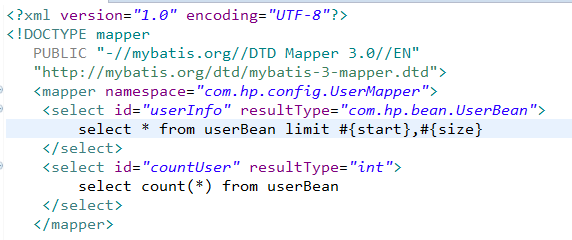 <?xml version="1.0" encoding="UTF-8"?>
<!DOCTYPE mapper
PUBLIC "-//mybatis.org//DTD Mapper 3.0//EN"
"http://mybatis.org/dtd/mybatis-3-mapper.dtd">
<mapper namespace="com.hp.config.UserMapper">
<select id="userInfo" resultType="com.hp.bean.UserBean">
select * from userBean limit #{start},#{size}
</select>
<select id="countUser" resultType="int">
select count(*) from userBean
</select>
</mapper>